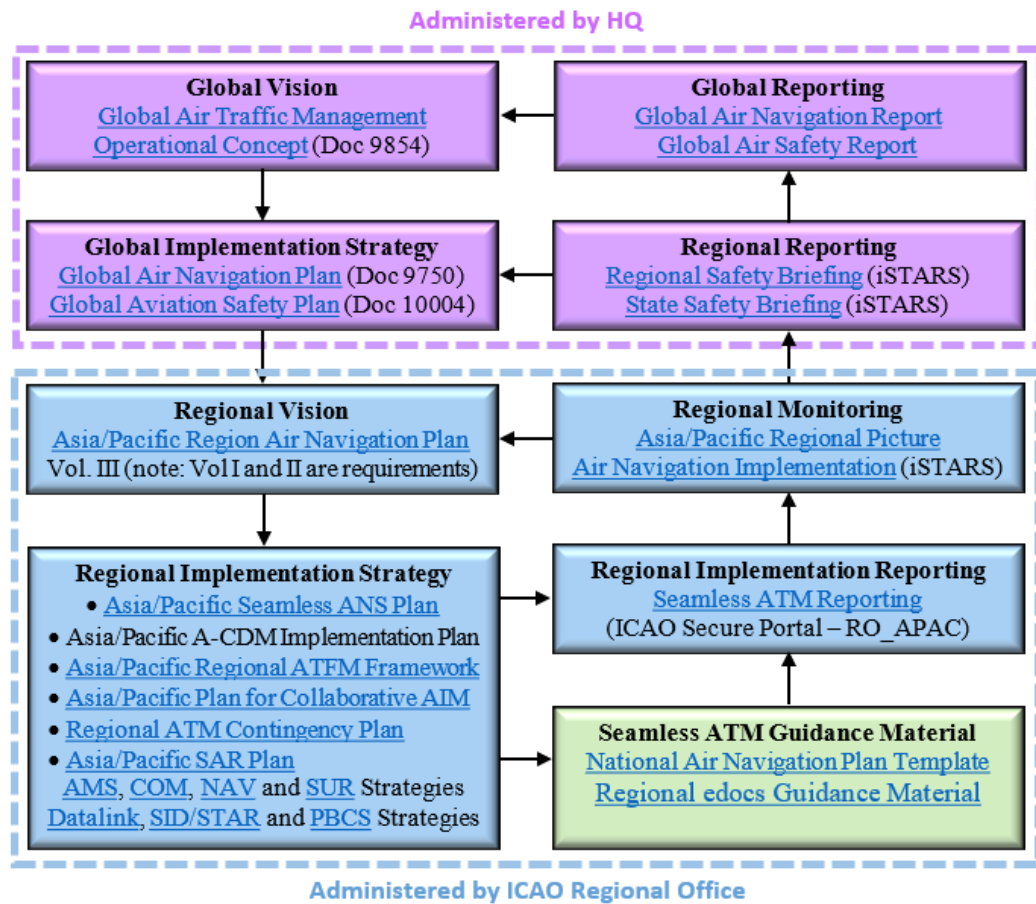 Administered by HQ
Global Vision
Global Air Traffic Management
Operational Concept (Doc 9854)
Global Reporting
Global Air Navigation Report
Global Air Safety Report
Global Implementation Strategy
Global Air Navigation Plan (Doc 9750)
Global Aviation Safety Plan (Doc 10004)
Regional Reporting
Regional Safety Briefing (iSTARS)
State Safety Briefing (iSTARS)
Regional Vision
Asia/Pacific Region Air Navigation Plan
Vol. III (note: Vol I and II are requirements)
Regional Monitoring
Asia/Pacific Regional Picture
Air Navigation Implementation (iSTARS)
Regional Implementation Strategy
• Asia/Pacific Seamless ANS Plan
• Asia/Pacific A-CDM Implementation Plan
• Asia/Pacific Regional ATFM Framework
• Asia/Pacific Plan for Collaborative AIM
• Regional ATM Contingency Plan
• Asia/Pacific SAR Plan
AMS, COM, NAV and SUR Strategies
Datalink, SID/STAR and PBCS Strategies
Regional Implementation Reporting
Seamless ATM Reporting
(ICAO Secure Portal – RO_APAC)
Seamless ATM Guidance Material
National Air Navigation Plan Template
Regional edocs Guidance Material
Administered by ICAO Regional Office